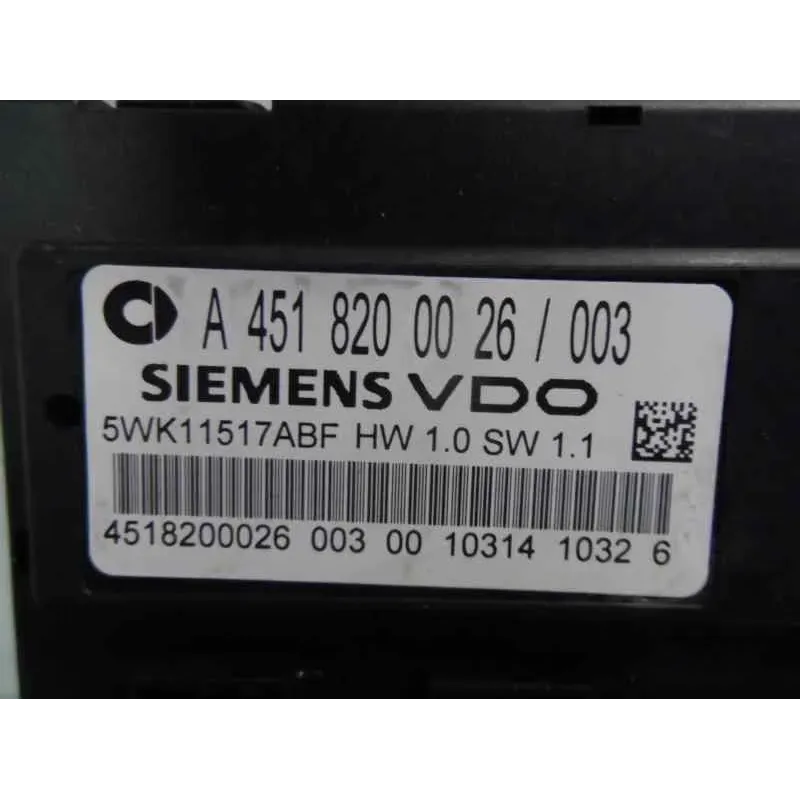 A 451 820 00 26 / 003
SIEMENS VDO
5WK11517ABF HW 1.0 SW 1.1
4518200026 003 00 10314 1032 6